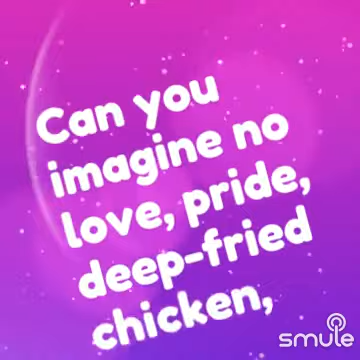 Can you
imagine no
love, pride,
deep-fried
chicken,
smule